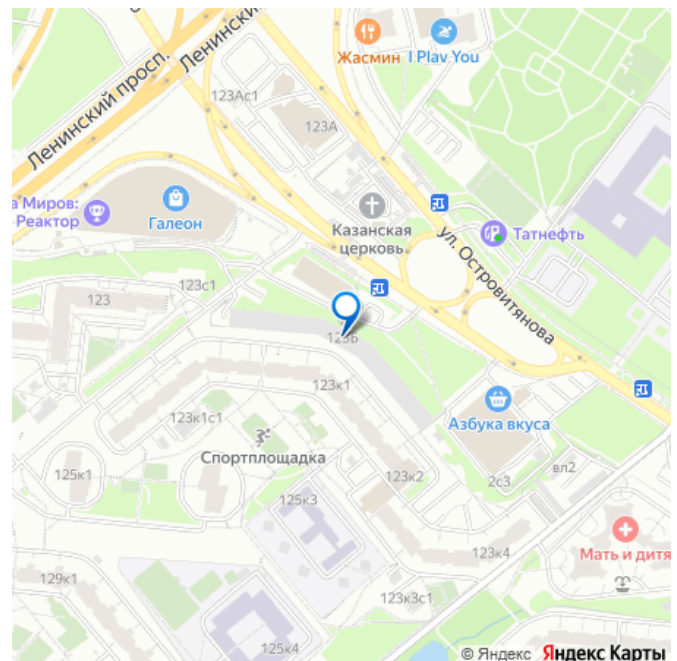 Ленинский просп.
Ленинский
Жасмин
I Play You
123Ас1
123А
а Миров:
Реактор
Галеон
Казанская
церковь
Татнефть
ул. Островитянова
123с1
123
123Б
123к1
123к1с1
Азбука вкуса
Спортплощадка
125к1
123к2
2с3
вл2
125к3
123к4
Мать и дитя
129к1
123к3с1
125к4
© Яндекс Яндекс Карты